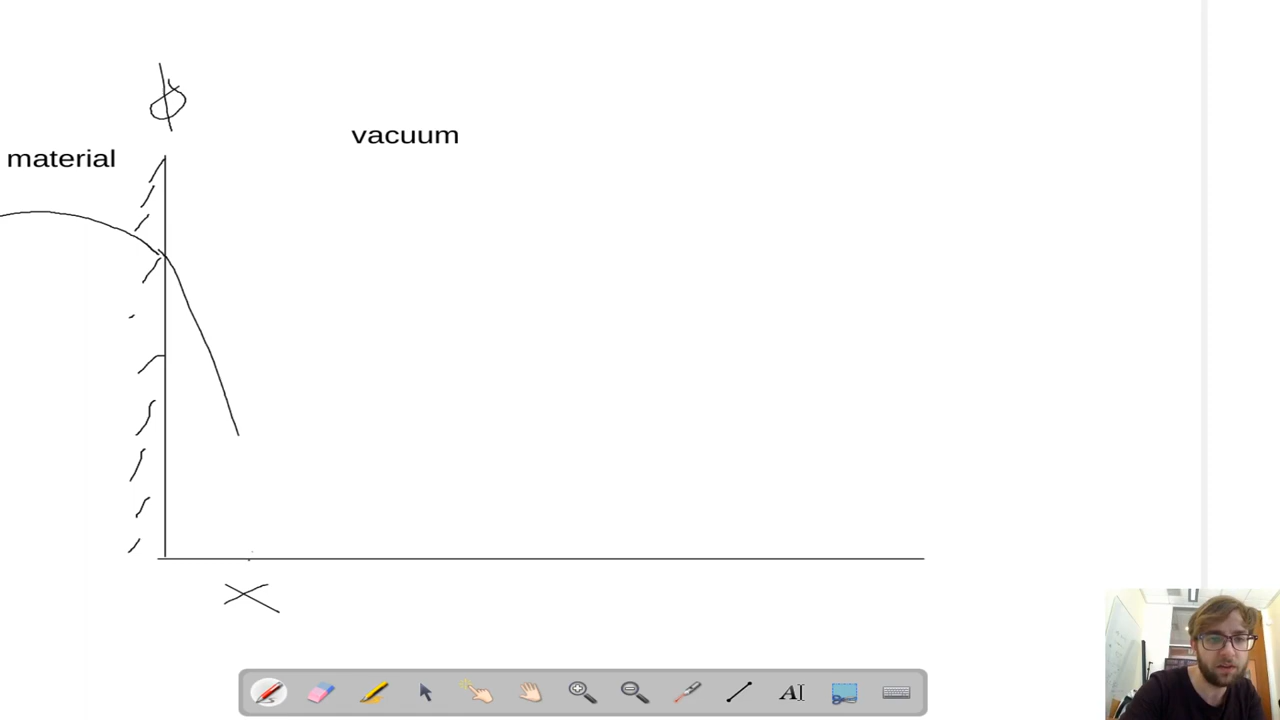 ϕ
vacuum
material
x